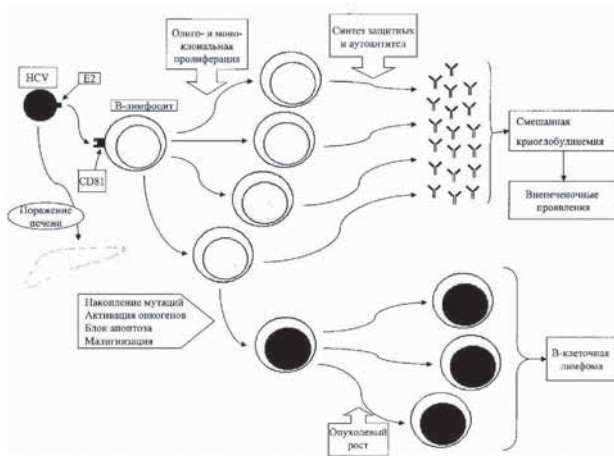 Олиго- и моно-
клональная
пролиферация
Синтез защитных
и аутоантител
HCV
E2
В-лимфоцит
CD81
Поражение
печени
Смешанная
криоглобулинемия
Внепеченочные
проявления
Накопление мутаций
Активация онкогенов
Блок апоптоза
Малигнизация
Опухолевый
рост
В-клеточная
лимфома